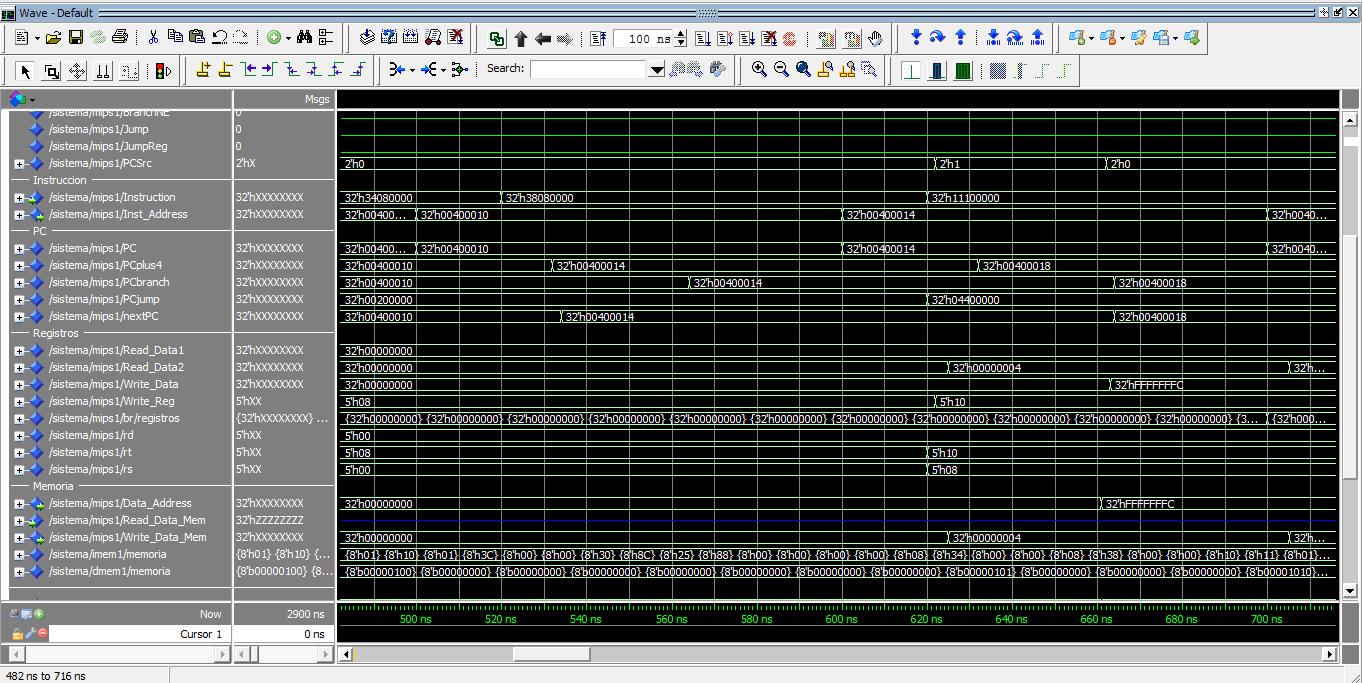 Wave - Default
100 ns
Search:
Msgs
/sistema/mips1/BranchNE 0
/sistema/mips1/Jump 0
/sistema/mips1/JumpReg 0
/sistema/mips1/PCSrc 2'hX 2'h0 2'h1 2'h0
Instruccion
/sistema/mips1/Instruction 32'hXXXXXXXX 32'h34080000 32'h38080000 32'h11100000
/sistema/mips1/Inst_Address 32'hXXXXXXXX 32'h00400... 32'h00400010 32'h00400014 32'h0040...
PC
/sistema/mips1/PC 32'hXXXXXXXX 32'h00400... 32'h00400010 32'h00400014 32'h0040...
/sistema/mips1/PCplus4 32'hXXXXXXXX 32'h00400010 32'h00400014 32'h00400018
/sistema/mips1/PCbranch 32'hXXXXXXXX 32'h00400010 32'h00400014 32'h00400018
/sistema/mips1/PCjump 32'hXXXXXXXX 32'h00200000 32'h04400000
/sistema/mips1/nextPC 32'hXXXXXXXX 32'h00400010 32'h00400014 32'h00400018
Registros
/sistema/mips1/Read_Data1 32'hXXXXXXXX 32'h00000000
/sistema/mips1/Read_Data2 32'hXXXXXXXX 32'h00000000 32'h00000004 32'h...
/sistema/mips1/Write_Data 32'hXXXXXXXX 32'h00000000 32'hFFFFFFFC
/sistema/mips1/Write_Reg 5'hXX 5'h08 5'h10
/sistema/mips1/br/registros {32'hXXXXXXXX} ... {32'h00000000} {32'h00000000} {32'h00000000} {32'h00000000} {32'h00000000} {32'h00000000} {32'h00000000} {32'h00000000} {32'h00000000} {32'h00000000} {32'h00000000} {3... {32'h000...
/sistema/mips1/rd 5'hXX 5'h00
/sistema/mips1/rt 5'hXX 5'h08 5'h10
/sistema/mips1/rs 5'hXX 5'h00 5'h08
Memoria
/sistema/mips1/Data_Address 32'hXXXXXXXX 32'h00000000 32'hFFFFFFFC
/sistema/mips1/Read_Data_Mem 32'hZZZZZZZZ
/sistema/mips1/Write_Data_Mem 32'hXXXXXXXX 32'h00000000 32'h00000004 32'h...
/sistema/imem1/memoria {8'h01} {8'h10} {... {8'h01} {8'h10} {8'h01} {8'h3C} {8'h00} {8'h00} {8'h30} {8'h8C} {8'h25} {8'h88} {8'h00} {8'h00} {8'h00} {8'h08} {8'h34} {8'h00} {8'h00} {8'h08} {8'h38} {8'h00} {8'h00} {8'h10} {8'h11} {8'h01}...
/sistema/dmem1/memoria {8'b00000100} {8... {8'b00000100} {8'b00000000} {8'b00000000} {8'b00000000} {8'b00000000} {8'b00000000} {8'b00000000} {8'b00000000} {8'b00000101} {8'b00000000} {8'b00000000} {8'b00000000} {8'b00001010}...
Now 2900 ns
500 ns 520 ns 540 ns 560 ns 580 ns 600 ns 620 ns 640 ns 660 ns 680 ns 700 ns
Cursor 1 0 ns
482 ns to 716 ns